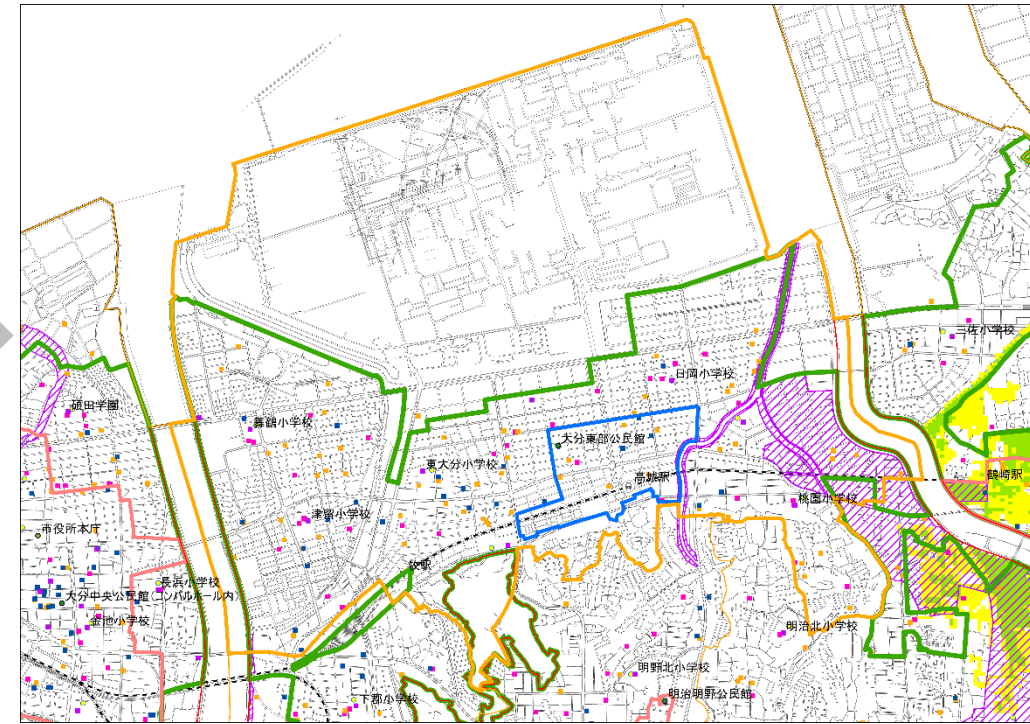 三佐小学校
日岡小学校
碩田学園
舞鶴小学校
大分東部公民館
東大分小学校
高城駅
鶴崎駅
桃園小学校
津留小学校
市役所本庁
牧駅
長浜小学校
大分中央公民館(コンパルホール内)
金池小学校
明治北小学校
明野北小学校
下郡小学校
明治明野公民館